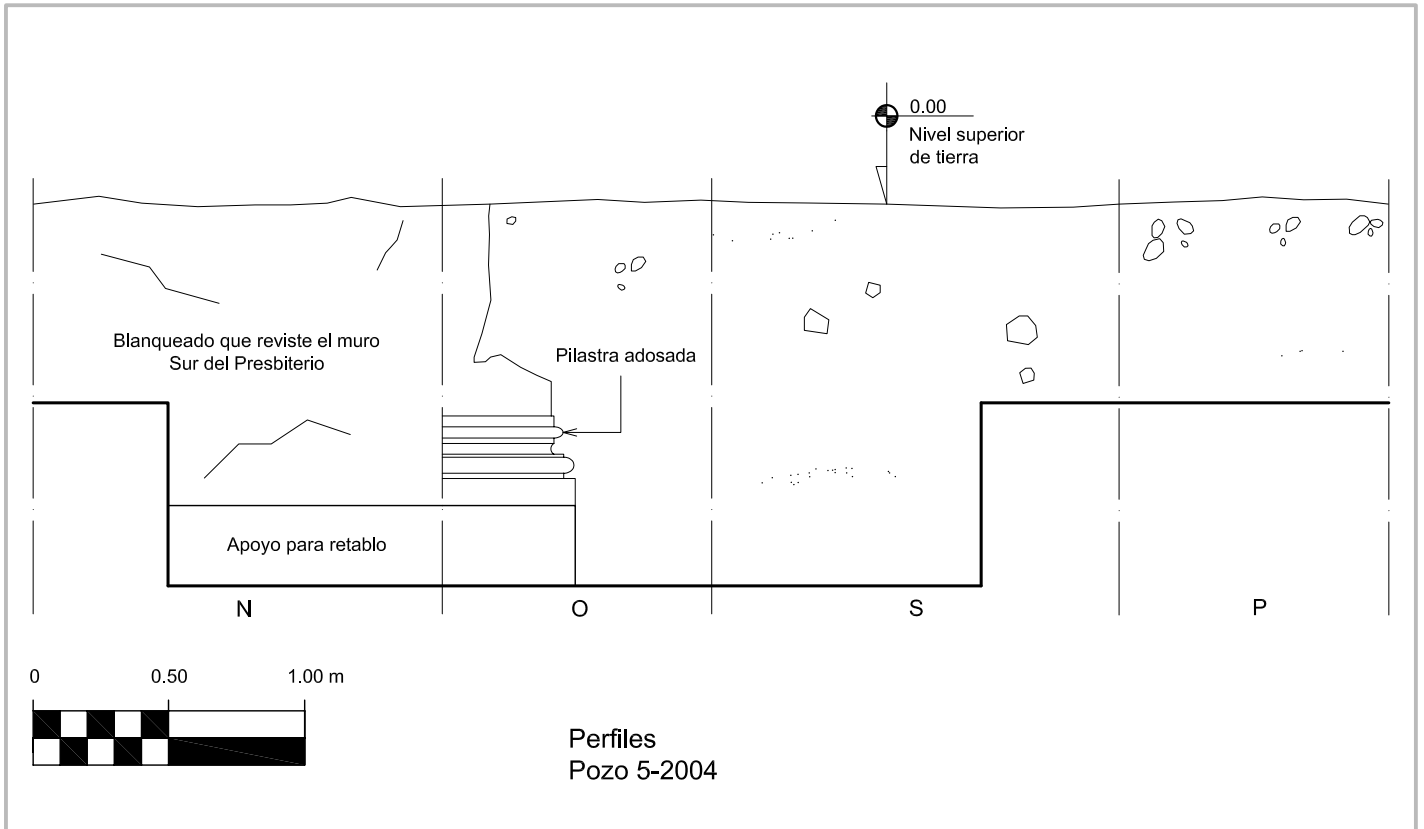 0.00
Nivel superior
de tierra
Blanqueado que reviste el muro
Sur del Presbiterio
Pilastra adosada
Apoyo para retablo
N
O
S
P
0
0.50
1.00 m
Perfiles
Pozo 5-2004